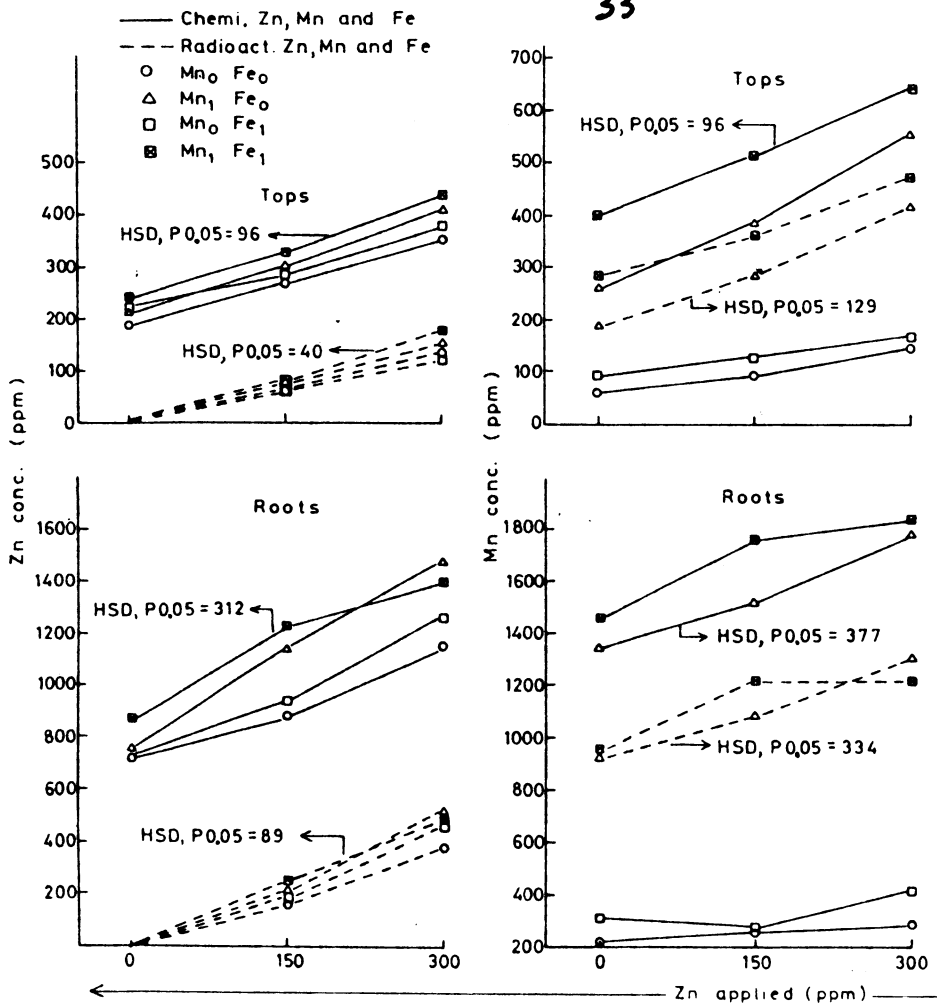 33
Chemi. Zn, Mn and Fe
Radioact. Zn, Mn and Fe
Mn0 Fe0
Mn1 Fe0
Mn0 Fe1
Mn1 Fe1
Tops
500
400
300
200
100
0
HSD, P0.05 = 96
HSD, P0.05 = 40
Zn conc. (ppm)
Tops
700
600
500
400
300
200
100
0
HSD, P0.05 = 96
HSD, P0.05 = 129
Mn conc. (ppm)
Roots
1600
1400
1200
1000
800
600
400
200
HSD, P0.05 = 312
HSD, P0.05 = 89
0 150 300
Roots
1800
1600
1400
1200
1000
800
600
400
200
HSD, P0.05 = 377
HSD, P0.05 = 334
0 150 300
Zn applied (ppm)